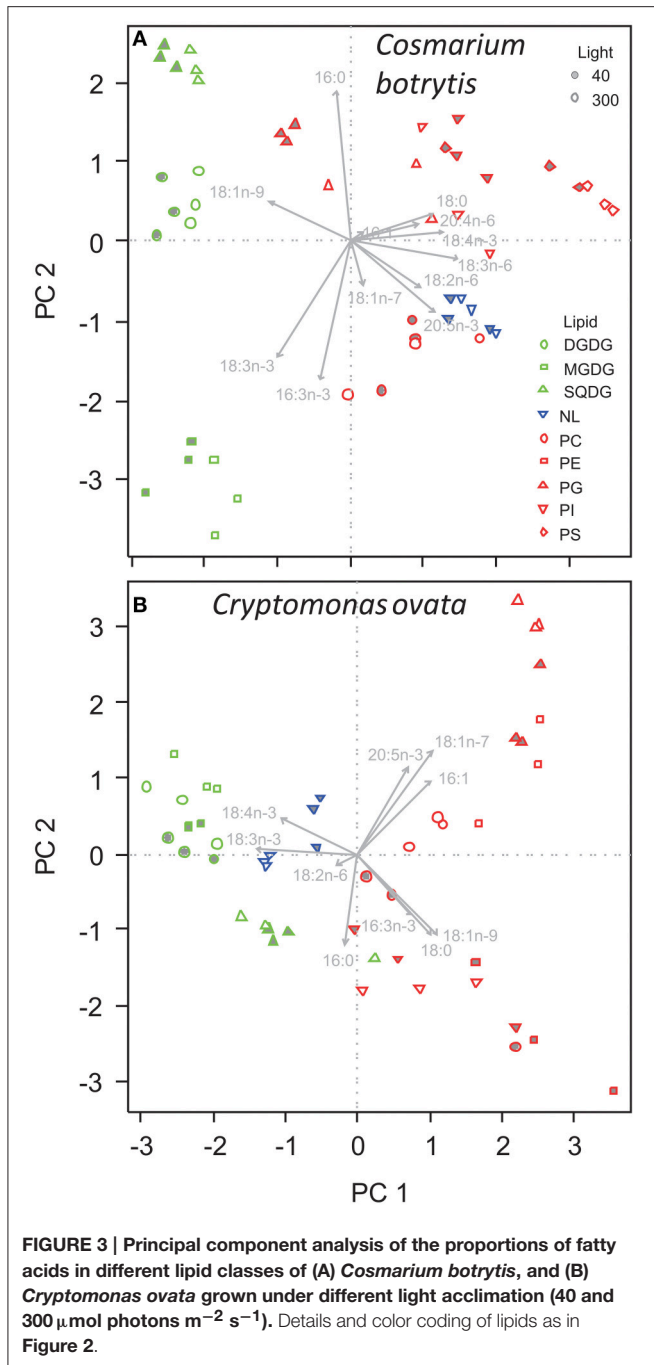 A
Cosmarium
botrytis
Light
40
300
16:0
18:1n-9
18:0
20:4n-6
18:4n-3
18:3n-6
18:2n-6
18:1n-7
20:5n-3
18:3n-3
16:3n-3
Lipid
DGDG
MGDG
SQDG
NL
PC
PE
PG
PI
PS
2
1
0
-1
-2
-3
PC 2
B
Cryptomonas ovata
20:5n-3
18:1n-7
16:1
18:4n-3
18:3n-3
18:2n-6
16:3n-3
18:1n-9
18:0
16:0
3
2
1
0
-1
-2
-3
PC 2
-3 -2 -1 0 1 2 3
PC 1
FIGURE 3 | Principal component analysis of the proportions of fatty
acids in different lipid classes of (A) Cosmarium botrytis, and (B)
Cryptomonas ovata grown under different light acclimation (40 and
300 μmol photons m−2 s−1). Details and color coding of lipids as in
Figure 2.